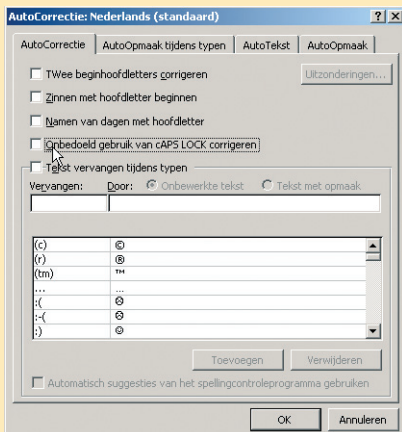 AutoCorrectie: Nederlands (standaard)
AutoCorrectie AutoOpmaak tijdens typen AutoTekst AutoOpmaak
TWee beginhoofdletters corrigeren Uitzonderingen...
Zinnen met hoofdletter beginnen
Namen van dagen met hoofdletter
Onbedoeld gebruik van cAPS LOCK corrigeren
Tekst vervangen tijdens typen
Vervangen: Door: Onbewerkte tekst Tekst met opmaak
(c) ©
(r) ®
(tm) ™
... …
:( ☹
:-( ☹
:) ☺
Toevoegen Verwijderen
Automatisch suggesties van het spellingcontroleprogramma gebruiken
OK Annuleren